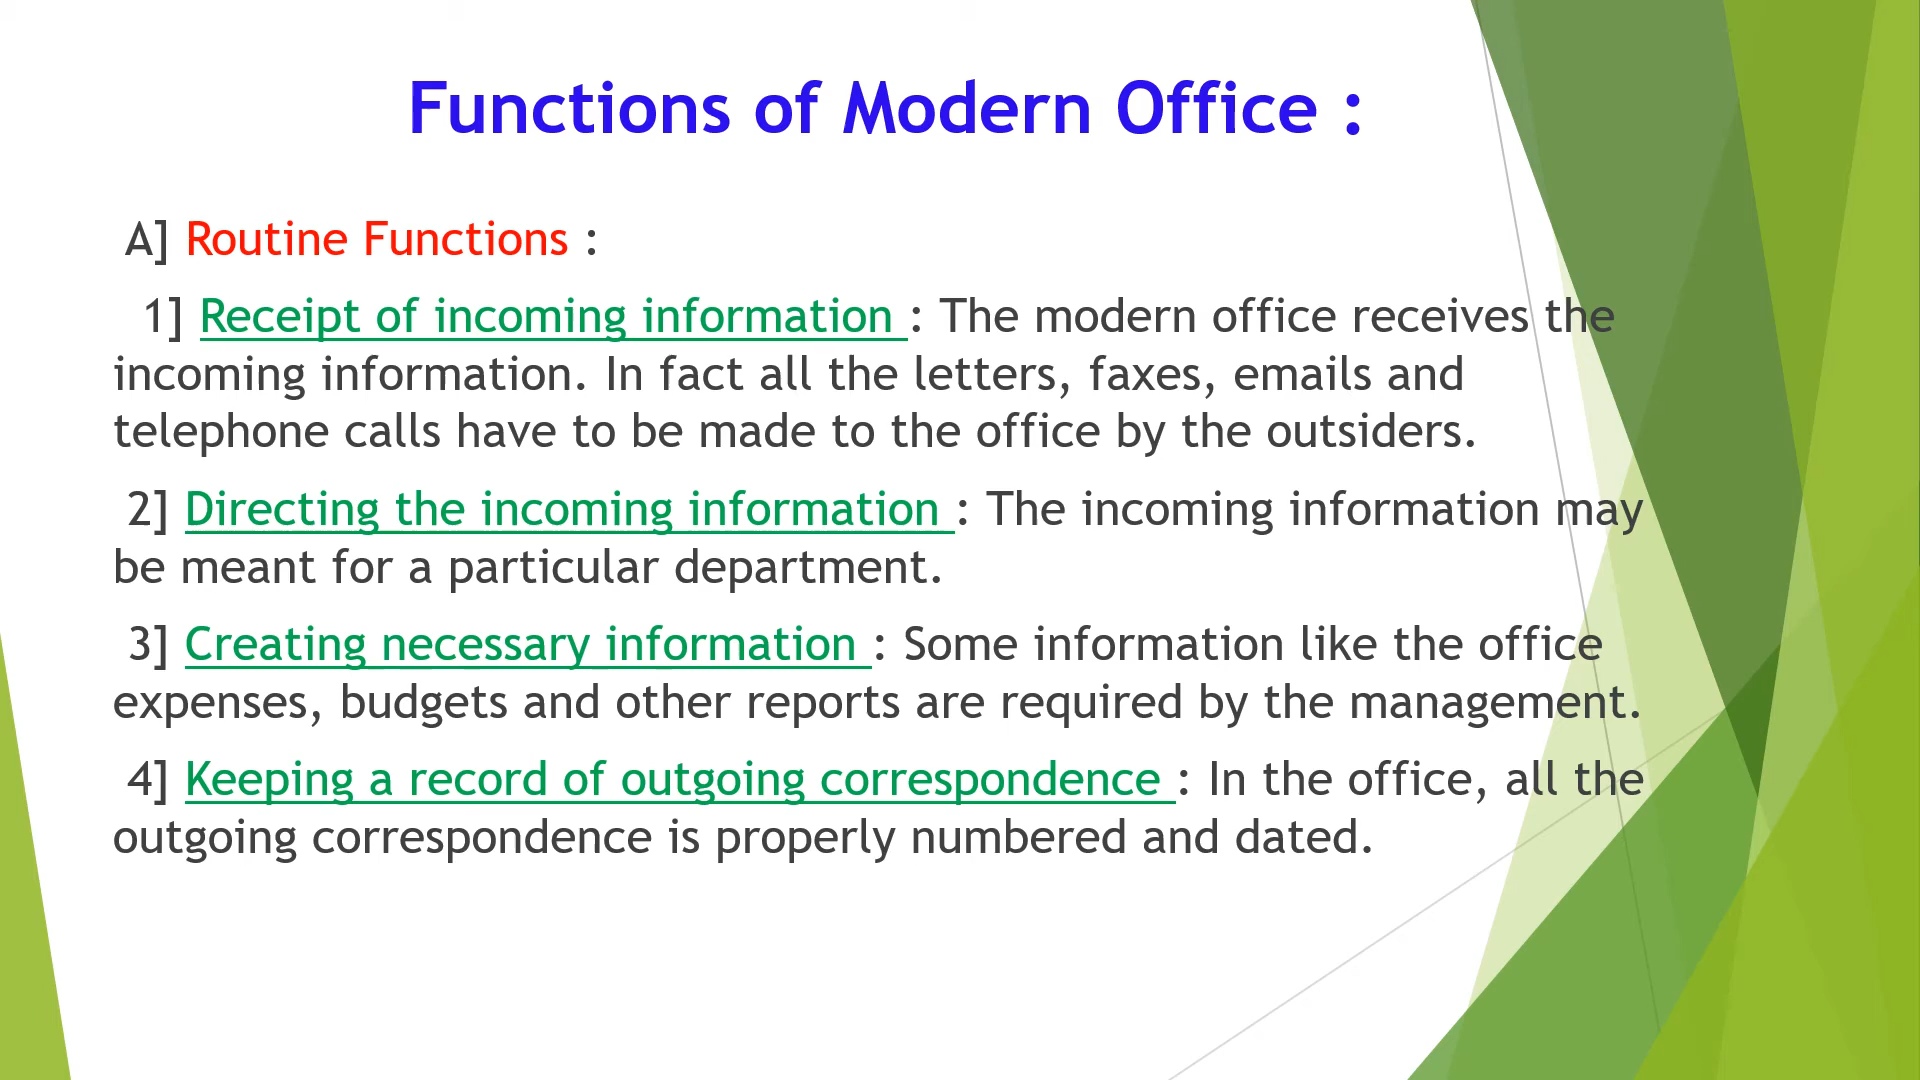 Functions of Modern Office :
A] Routine Functions :
1] Receipt of incoming information : The modern office receives the
incoming information. In fact all the letters, faxes, emails and
telephone calls have to be made to the office by the outsiders.
2] Directing the incoming information : The incoming information may
be meant for a particular department.
3] Creating necessary information : Some information like the office
expenses, budgets and other reports are required by the management.
4] Keeping a record of outgoing correspondence : In the office, all the
outgoing correspondence is properly numbered and dated.